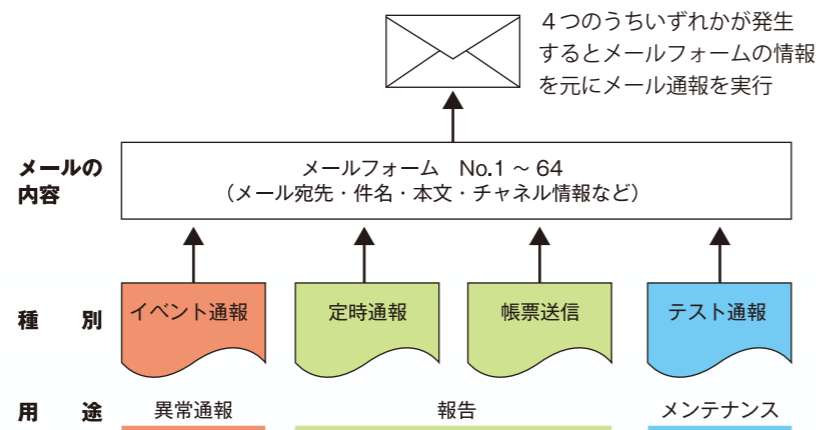 ４つのうちいずれかが発生
するとメールフォームの情報
を元にメール通報を実行
メールの
内容
メールフォーム　No.1 ～ 64
（メール宛先・件名・本文・チャネル情報など）
種　別
イベント通報
定時通報
帳票送信
テスト通報
用　途
異常通報
報告
メンテナンス